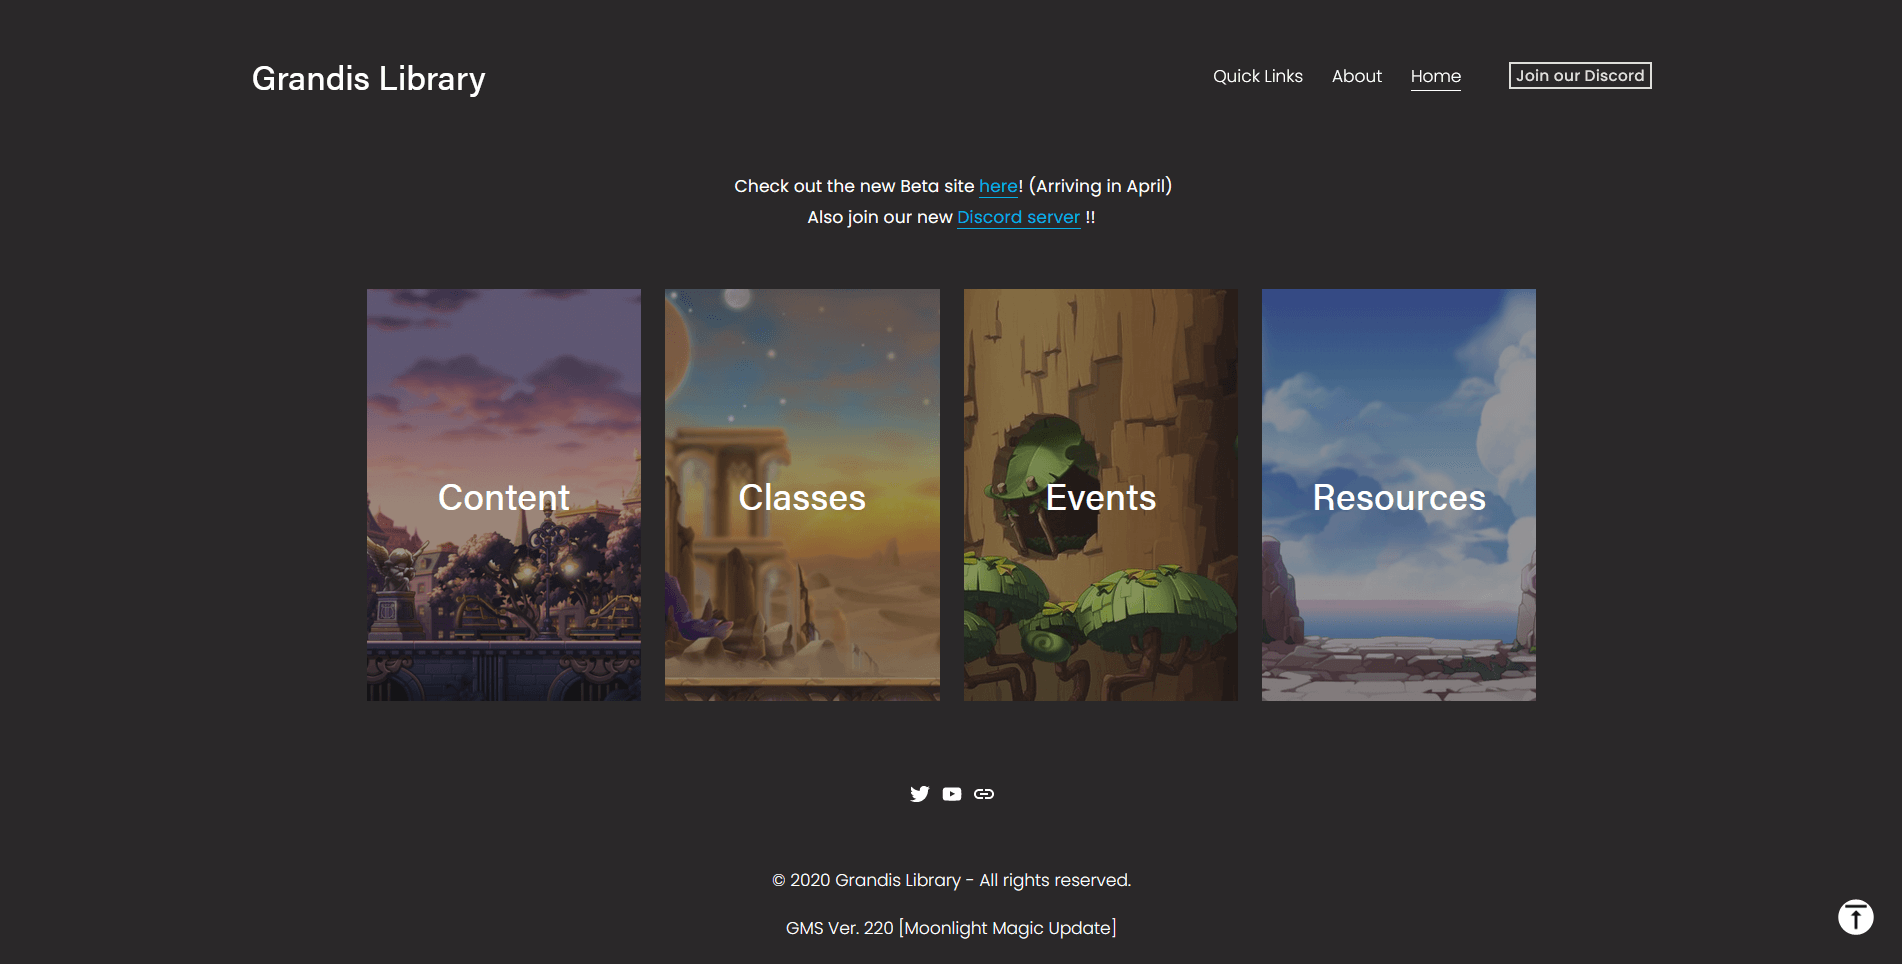 Grandis Library
Quick Links
About
Home
Join our Discord
Check out the new Beta site here! (Arriving in April)
Also join our new Discord server !!
Content
Classes
Events
Resources
© 2020 Grandis Library - All rights reserved.
GMS Ver. 220 [Moonlight Magic Update]